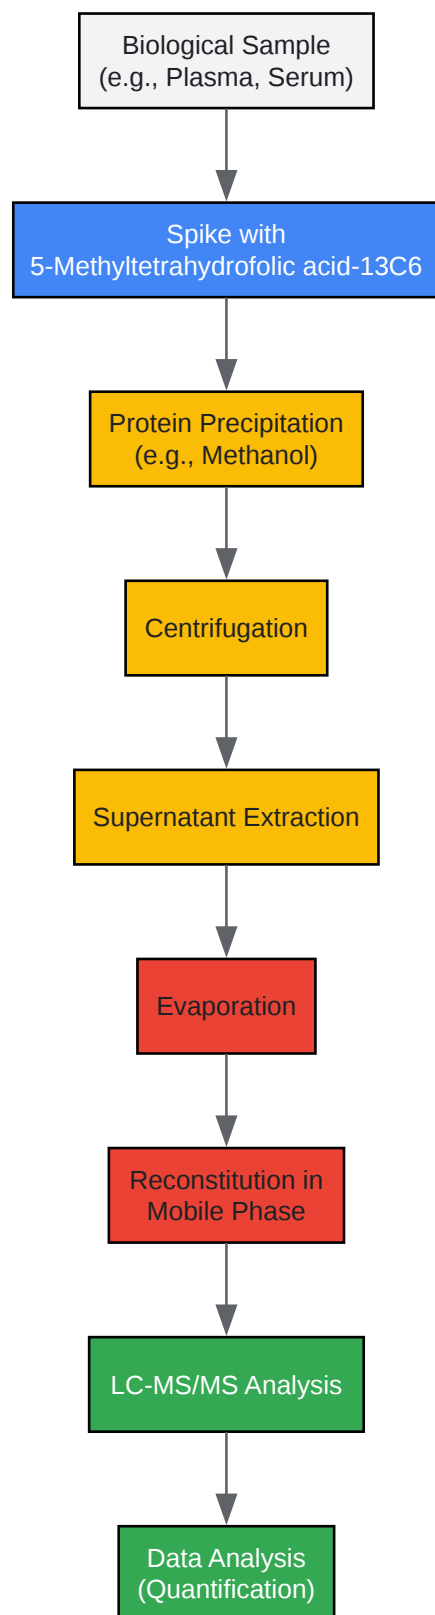 Biological Sample
(e.g., Plasma, Serum)
Spike with
5-Methyltetrahydrofolic acid-13C6
Protein Precipitation
(e.g., Methanol)
Centrifugation
Supernatant Extraction
Evaporation
Reconstitution in
Mobile Phase
LC-MS/MS Analysis
Data Analysis
(Quantification)